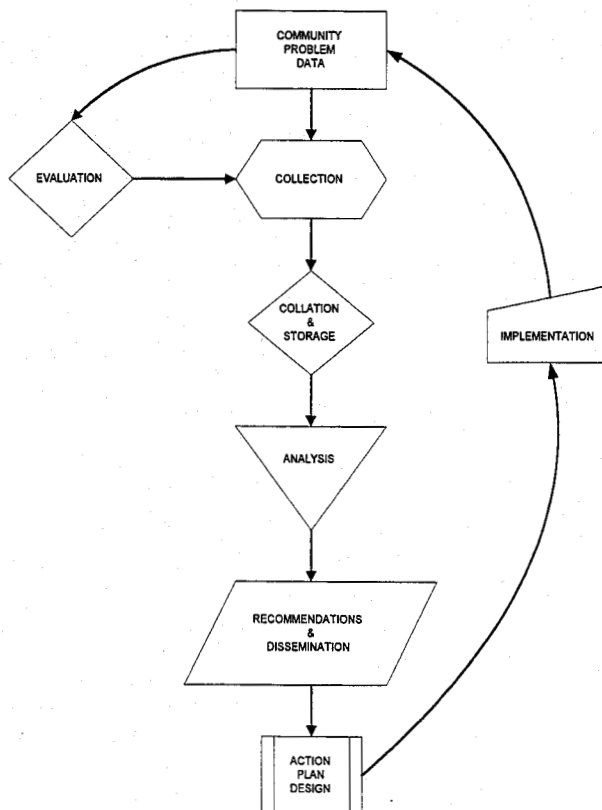 COMMUNITY
PROBLEM
DATA
EVALUATION
COLLECTION
COLLATION
&
STORAGE
IMPLEMENTATION
ANALYSIS
RECOMMENDATIONS
&
DISSEMINATION
ACTION
PLAN
DESIGN